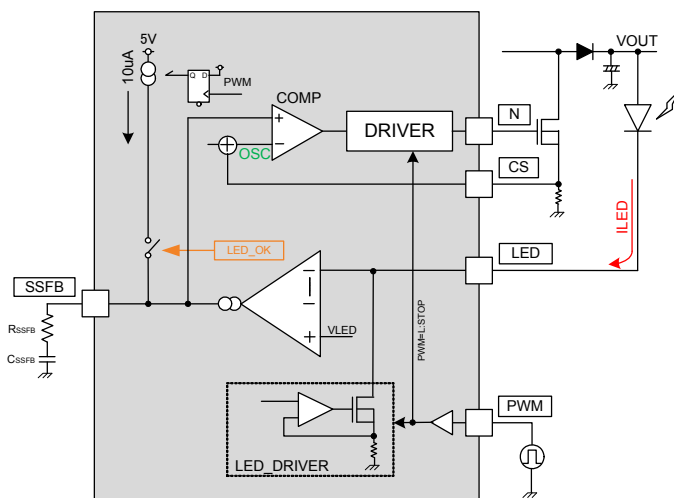 5V
10uA
Q D
PWM
COMP
+
−
OSC
DRIVER
N
CS
VOUT
ILED
LED
LED_OK
SSFB
RSSFB
CSSFB
+
VLED
PWM=L:STOP
PWM
LED_DRIVER